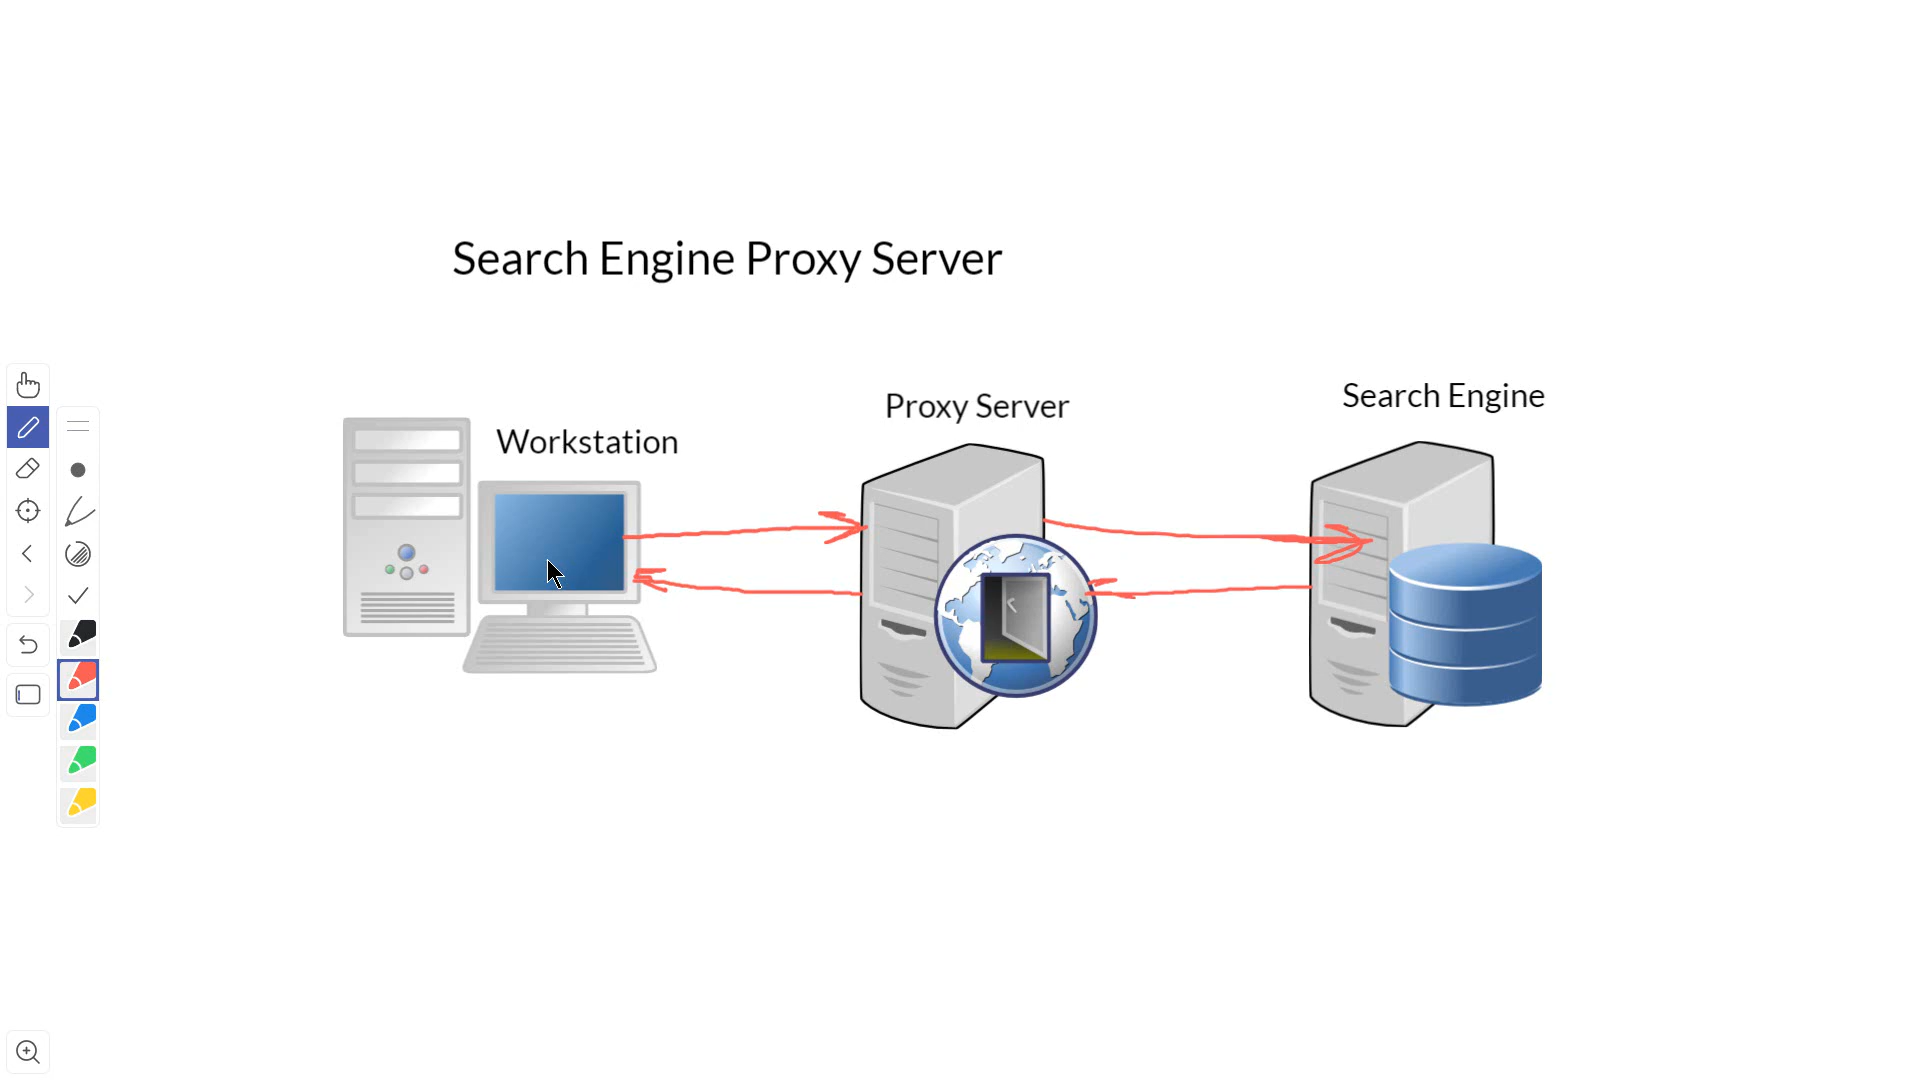 Search Engine Proxy Server
Workstation
Proxy Server
Search Engine